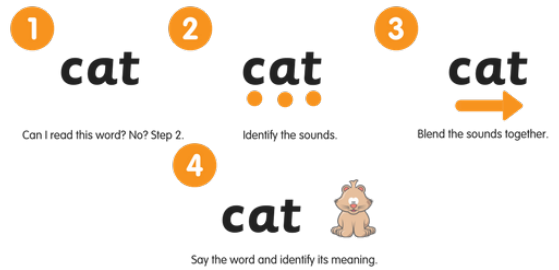 1
cat
Can I read this word? No? Step 2.
2
cat
Identify the sounds.
3
cat
Blend the sounds together.
4
cat
Say the word and identify its meaning.